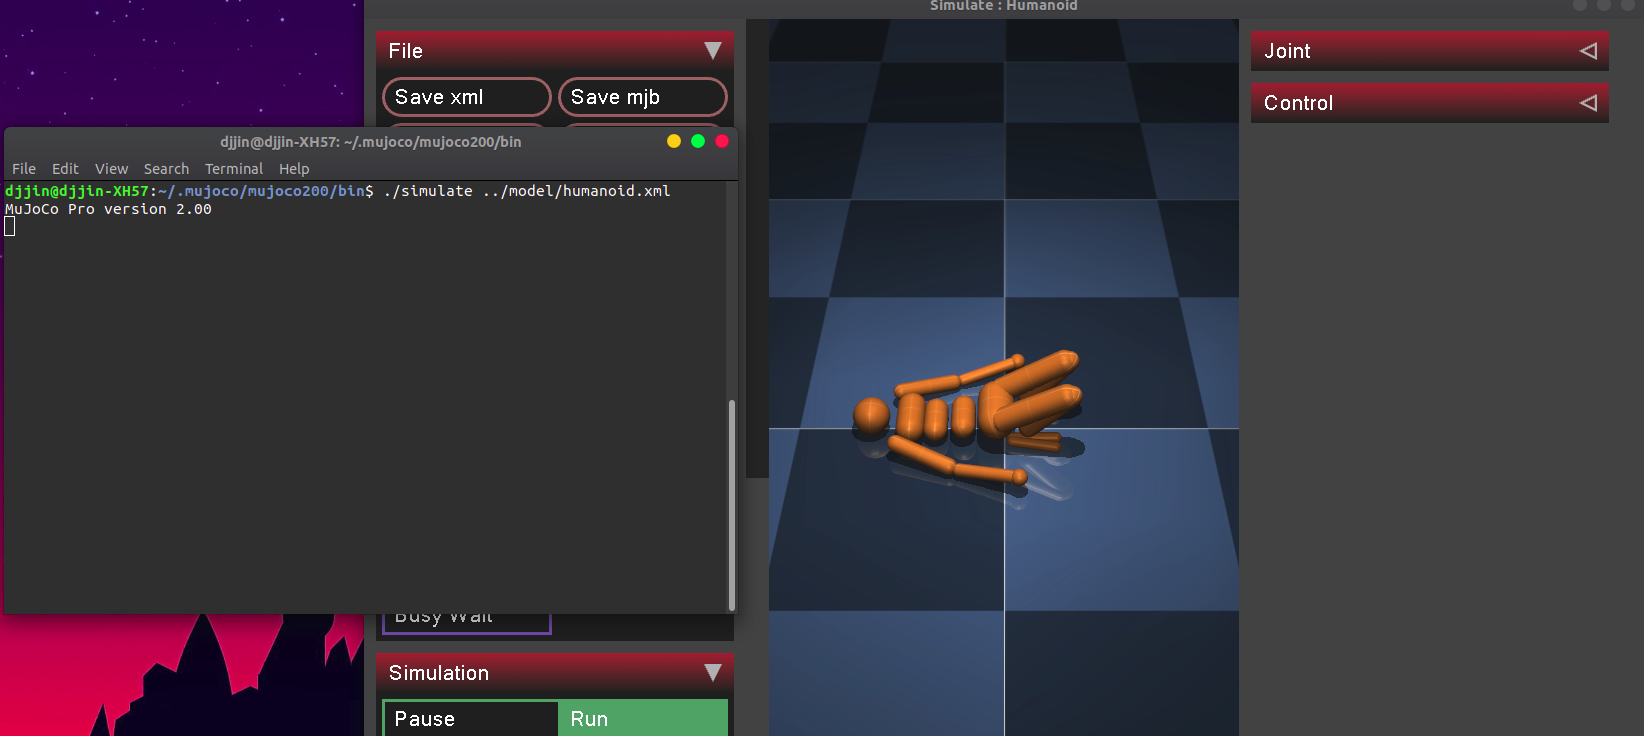 Simulate : Humanoid
File
Save xml
Save mjb
djjin@djjin-XH57: ~/.mujoco/mujoco200/bin
File Edit View Search Terminal Help
djjin@djjin-XH57:~/.mujoco/mujoco200/bin$ ./simulate ../model/humanoid.xml
MuJoCo Pro version 2.00
Busy Wait
Simulation
Pause
Run
Joint
Control